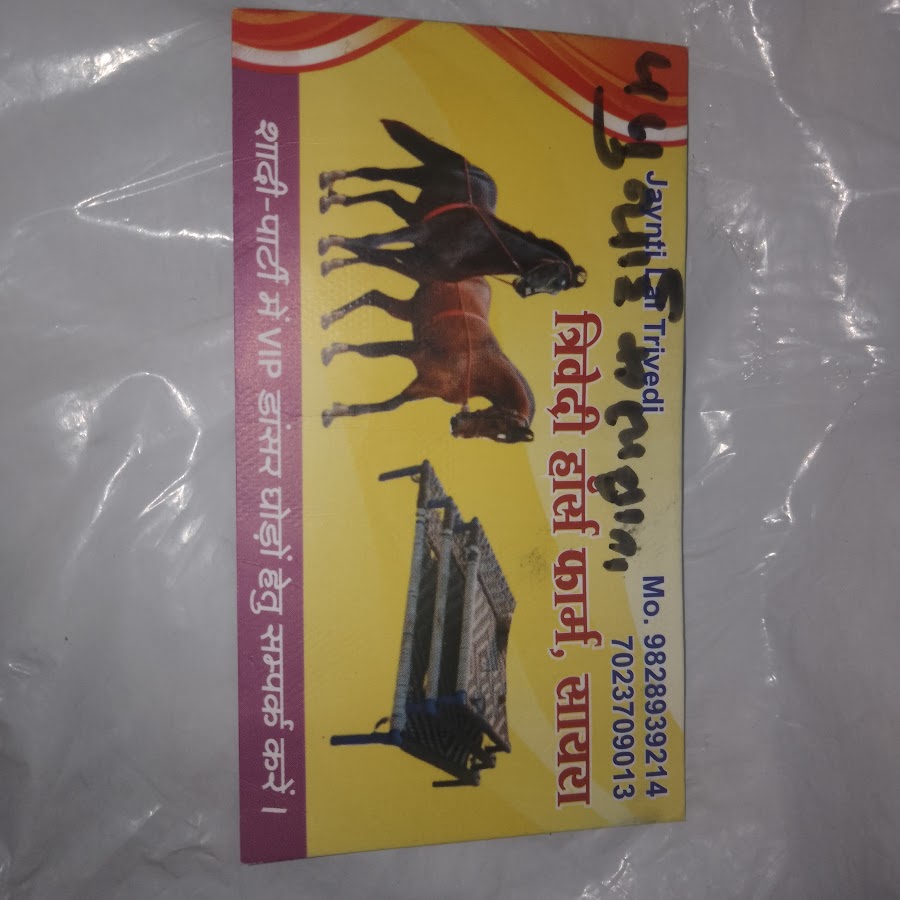 Jaynti Lal Trivedi
Mo. 9828939214
7023709013
त्रिवेदी हॉर्स फार्म, सायरा
शादी-पार्टी में VIP डांसर घोडों हेतु सम्पर्क करें ।